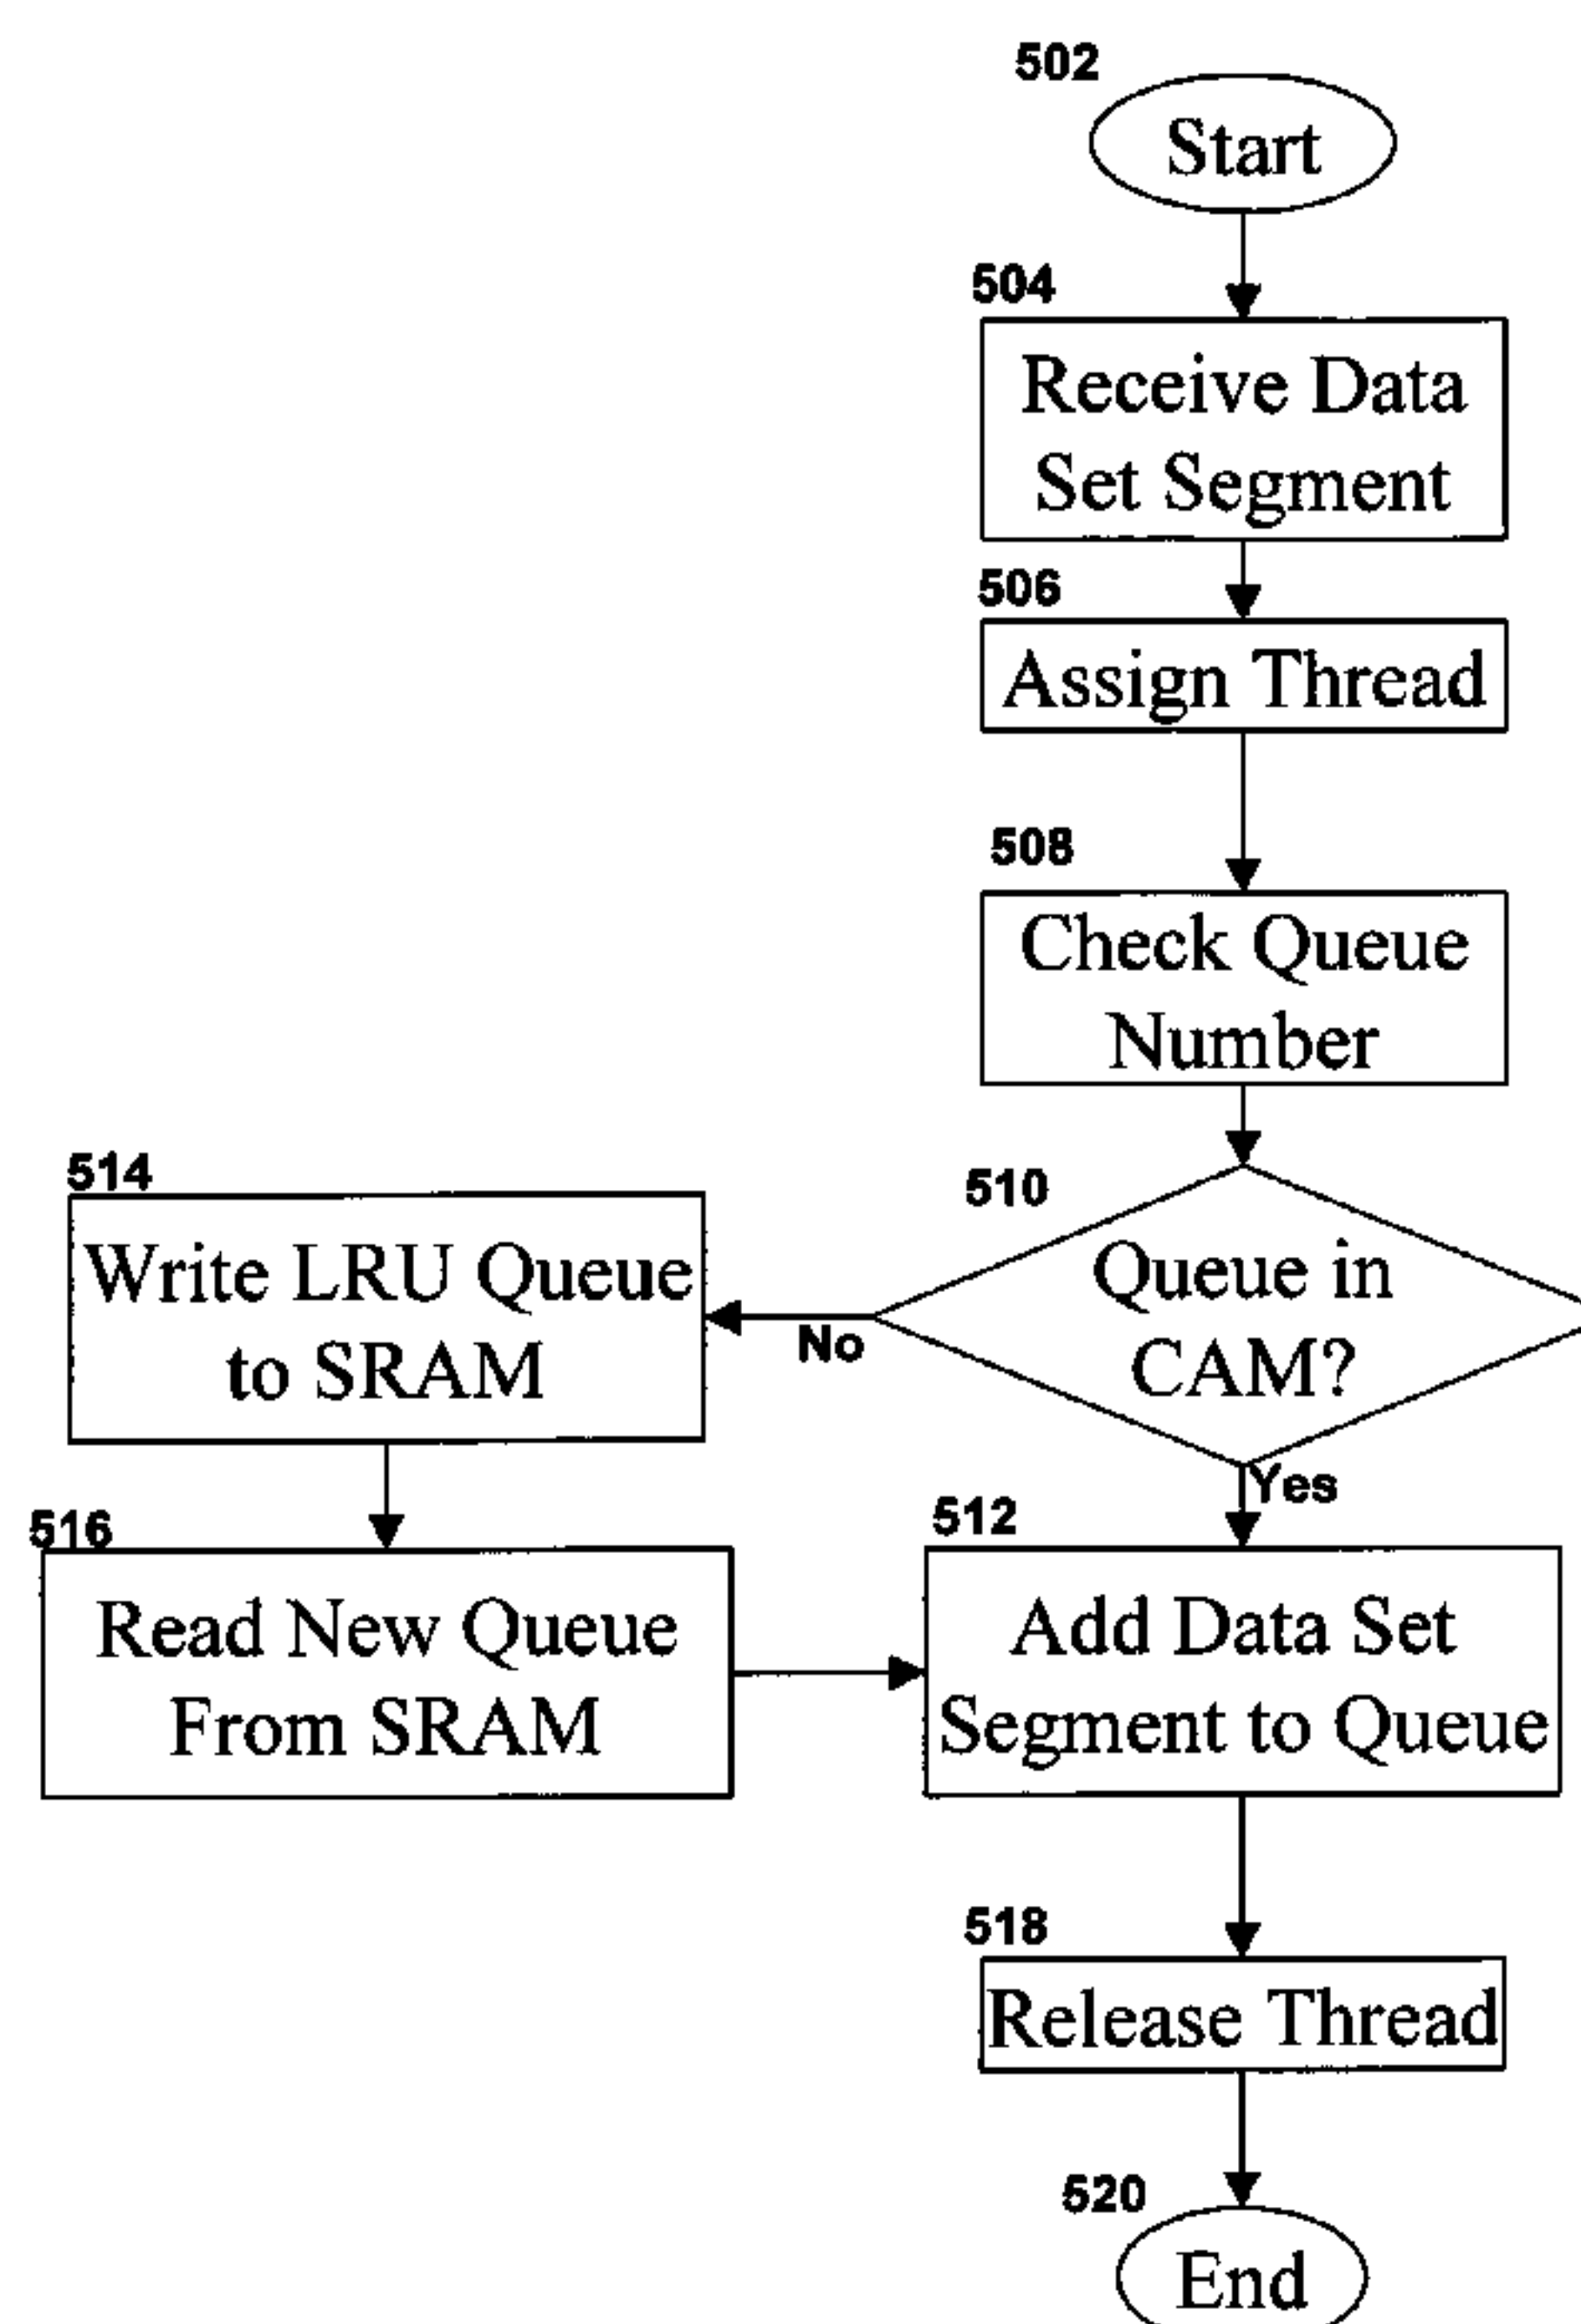 502
Start
504
Receive Data
Set Segment
506
Assign Thread
508
Check Queue
Number
510
Queue in
CAM?
No
Yes
514
Write LRU Queue
to SRAM
516
Read New Queue
From SRAM
512
Add Data Set
Segment to Queue
518
Release Thread
520
End